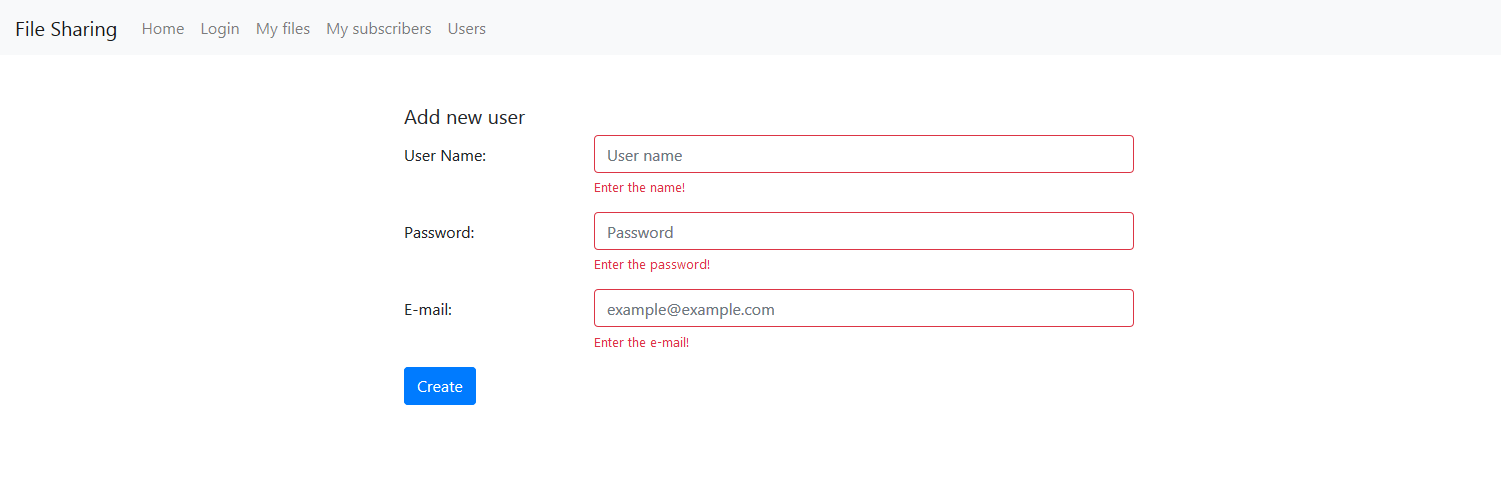 File Sharing Home Login My files My subscribers Users
Add new user
User Name: User name
Enter the name!
Password: Password
Enter the password!
E-mail: example@example.com
Enter the e-mail!
Create